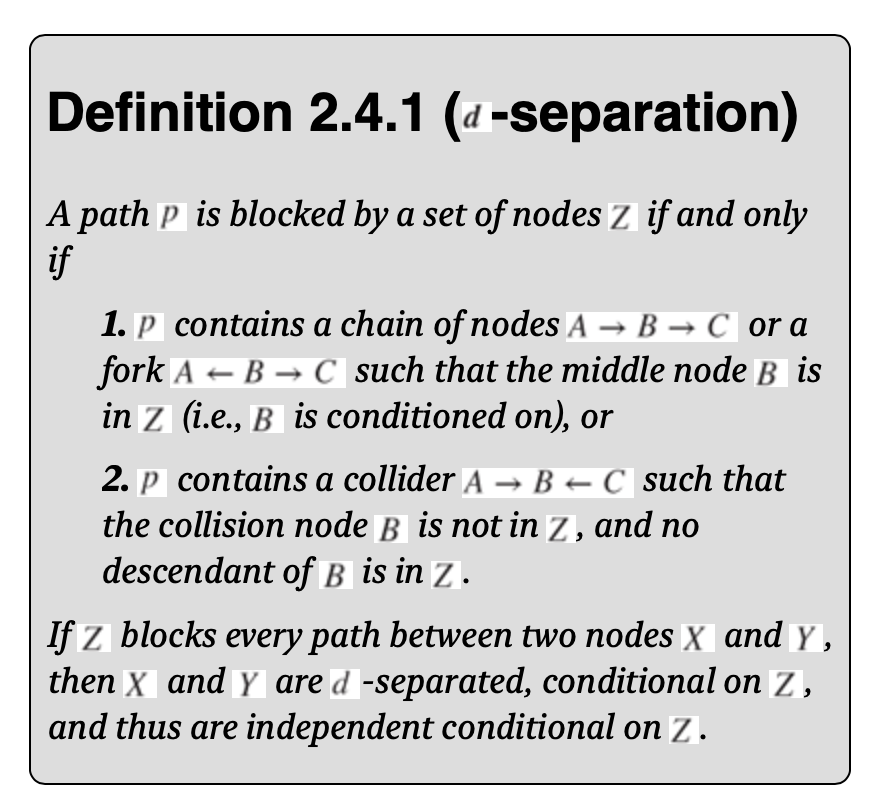 Definition 2.4.1 (d-separation)
A path p is blocked by a set of nodes Z if and only
if
1. p contains a chain of nodes A → B → C or a
fork A ← B → C such that the middle node B is
in Z (i.e., B is conditioned on), or
2. p contains a collider A → B ← C such that
the collision node B is not in Z, and no
descendant of B is in Z.
If Z blocks every path between two nodes X and Y,
then X and Y are d-separated, conditional on Z,
and thus are independent conditional on Z.